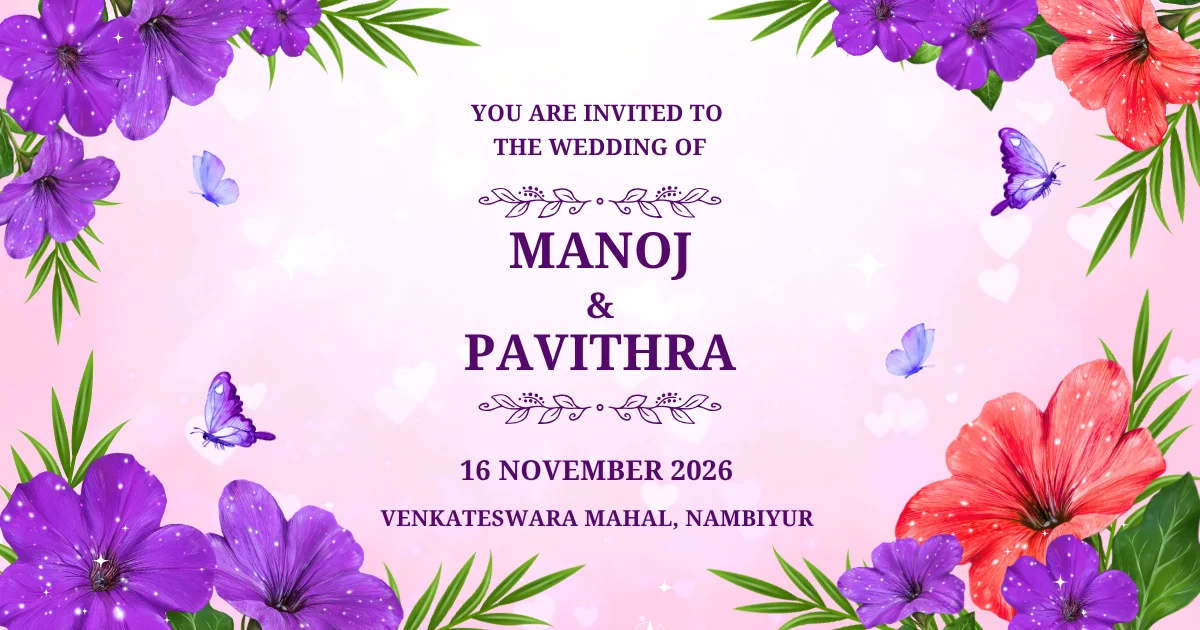 YOU ARE INVITED TO
THE WEDDING OF
MANOJ
&
PAVITHRA
16 NOVEMBER 2026
VENKATESWARA MAHAL, NAMBIYUR